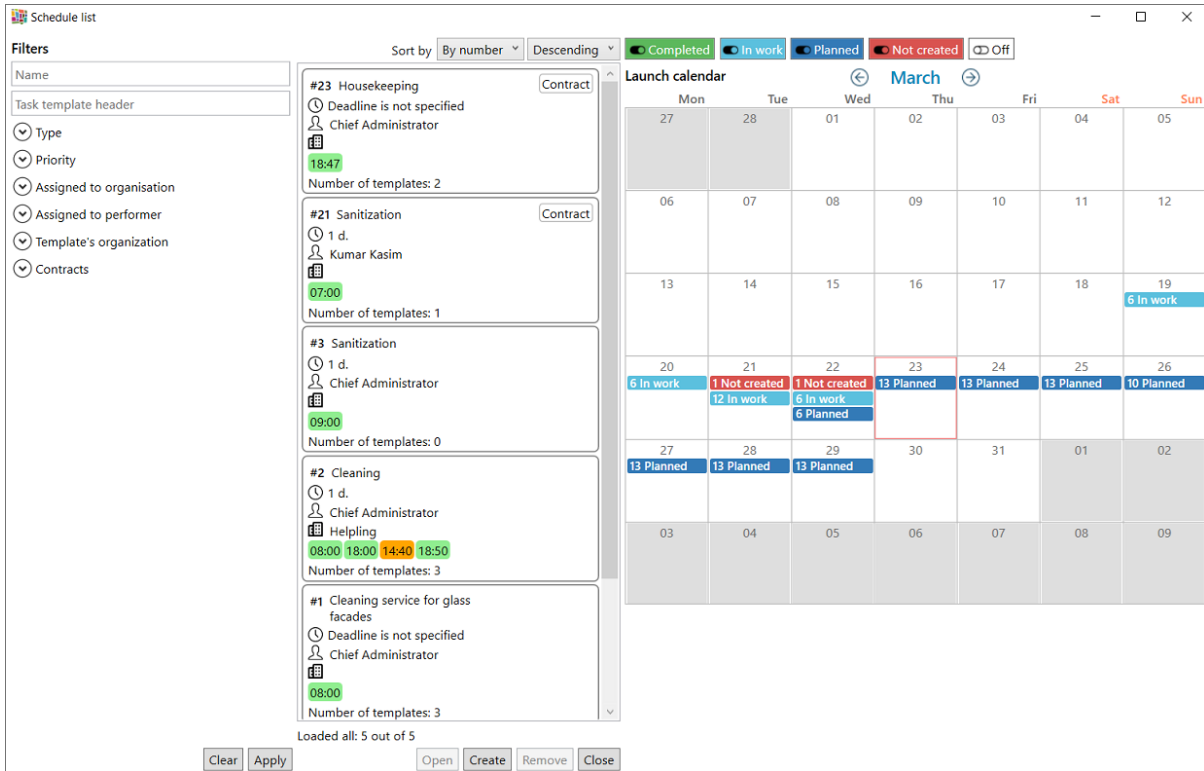 Schedule list
Filters
Name
Task template header
Type
Priority
Assigned to organisation
Assigned to performer
Template's organization
Contracts
Clear Apply
Sort by By number Descending
#23 Housekeeping Contract
Deadline is not specified
Chief Administrator
18:47
Number of templates: 2
#21 Sanitization Contract
1 d.
Kumar Kasim
07:00
Number of templates: 1
#3 Sanitization
1 d.
Chief Administrator
09:00
Number of templates: 0
#2 Cleaning
1 d.
Chief Administrator
Helpling
08:00 18:00 14:40 18:50
Number of templates: 3
#1 Cleaning service for glass
facades
Deadline is not specified
Chief Administrator
08:00
Number of templates: 3
Loaded all: 5 out of 5
Open Create Remove Close
Completed In work Planned Not created Off
Launch calendar March
Mon Tue Wed Thu Fri Sat Sun
27 28 01 02 03 04 05
06 07 08 09 10 11 12
13 14 15 16 17 18 19
6 In work
20 21 22 23 24 25 26
6 In work 1 Not created 1 Not created 13 Planned 13 Planned 13 Planned 10 Planned
12 In work 6 In work
6 Planned
27 28 29 30 31 01 02
13 Planned 13 Planned 13 Planned
03 04 05 06 07 08 09